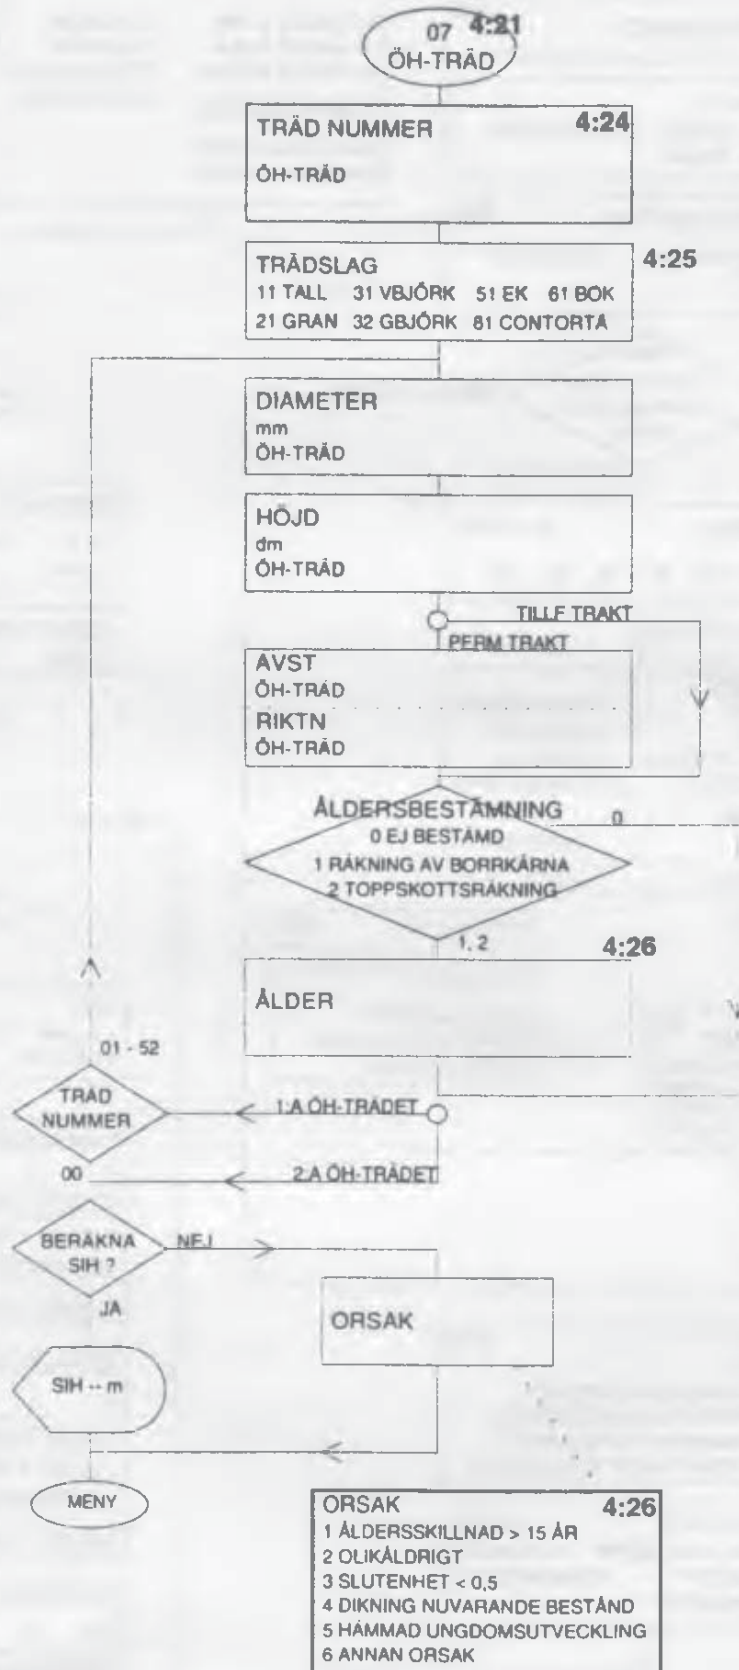 07 4:21
ÖH-TRÄD
TRÄD NUMMER 4:24
ÖH-TRÄD
TRÄDSLAG 4:25
11 TALL 31 VBJÖRK 51 EK 61 BOK
21 GRAN 32 GBJÖRK 81 CONTORTA
DIAMETER
mm
ÖH-TRÄD
HÖJD
dm
ÖH-TRÄD
TILLF TRAKT
PERM TRAKT
AVST
ÖH-TRÄD
RIKTN
ÖH-TRÄD
ÅLDERSBESTÄMNING 0
0 EJ BESTÄMD
1 RÄKNING AV BORRKÄRNA
2 TOPPSKOTTSRÄKNING
1, 2 4:26
ÅLDER
01 - 52
TRÄD
NUMMER
1:A ÖH-TRÄDET
00
2:A ÖH-TRÄDET
BERÄKNA
SIH ?
NEJ
JA
ORSAK
SIH -- m
MENY
ORSAK 4:26
1 ÅLDERSSKILLNAD > 15 ÅR
2 OLIKÅLDRIGT
3 SLUTENHET < 0,5
4 DIKNING NUVARANDE BESTÅND
5 HÄMMAD UNGDOMSUTVECKLING
6 ANNAN ORSAK